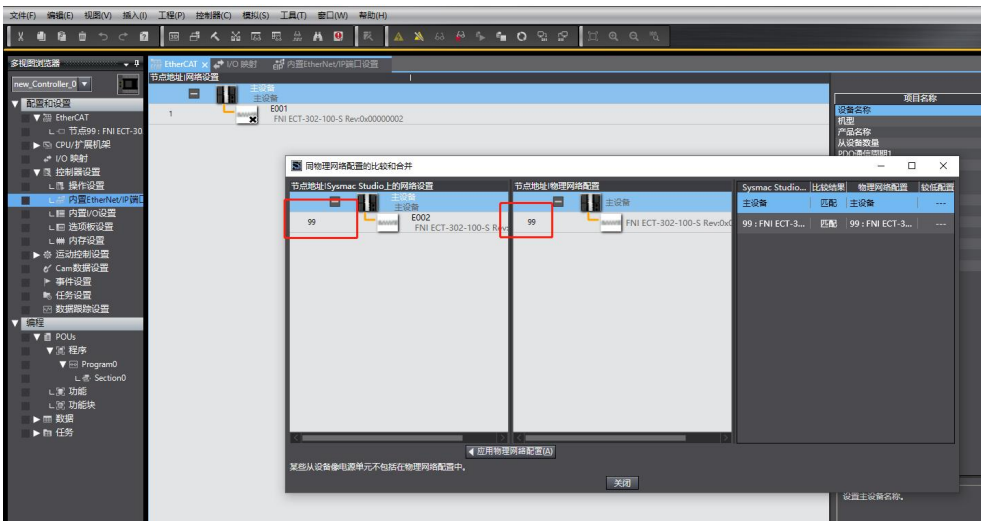 文件(F) 编辑(E) 视图(V) 插入(I) 工程(P) 控制器(C) 模拟(S) 工具(T) 窗口(W) 帮助(H)
多视图浏览器
EtherCAT I/O 映射 内置EtherNet/IP端口设置
new_Controller_0
节点地址|网络设置
主设备
主设备
1 E001
FNI ECT-302-100-S Rev:0x00000002
配置和设置
EtherCAT
节点99 : FNI ECT-30
CPU/扩展机架
I/O 映射
控制器设置
操作设置
内置EtherNet/IP端口
内置I/O设置
选项板设置
内存设置
运动控制设置
Cam数据设置
事件设置
任务设置
数据跟踪设置
编程
POUs
程序
Program0
Section0
功能
功能块
数据
任务
项目名称
设备名称
机型
产品名称
从设备数量
PDO通信周期1
同物理网络配置的比较和合并
节点地址|Sysmac Studio上的网络设置
主设备
主设备
99 E002
FNI ECT-302-100-S Rev:
节点地址|物理网络配置
主设备
99 FNI ECT-302-100-S Rev:0x0
Sysmac Studio... 比较结果 物理网络配置 较低配置
主设备 匹配 主设备 ---
99 : FNI ECT-3... 匹配 99 : FNI ECT-3... ---
应用物理网络配置(A)
某些从设备像电源单元不包括在物理网络配置中。
关闭
设置主设备名称。